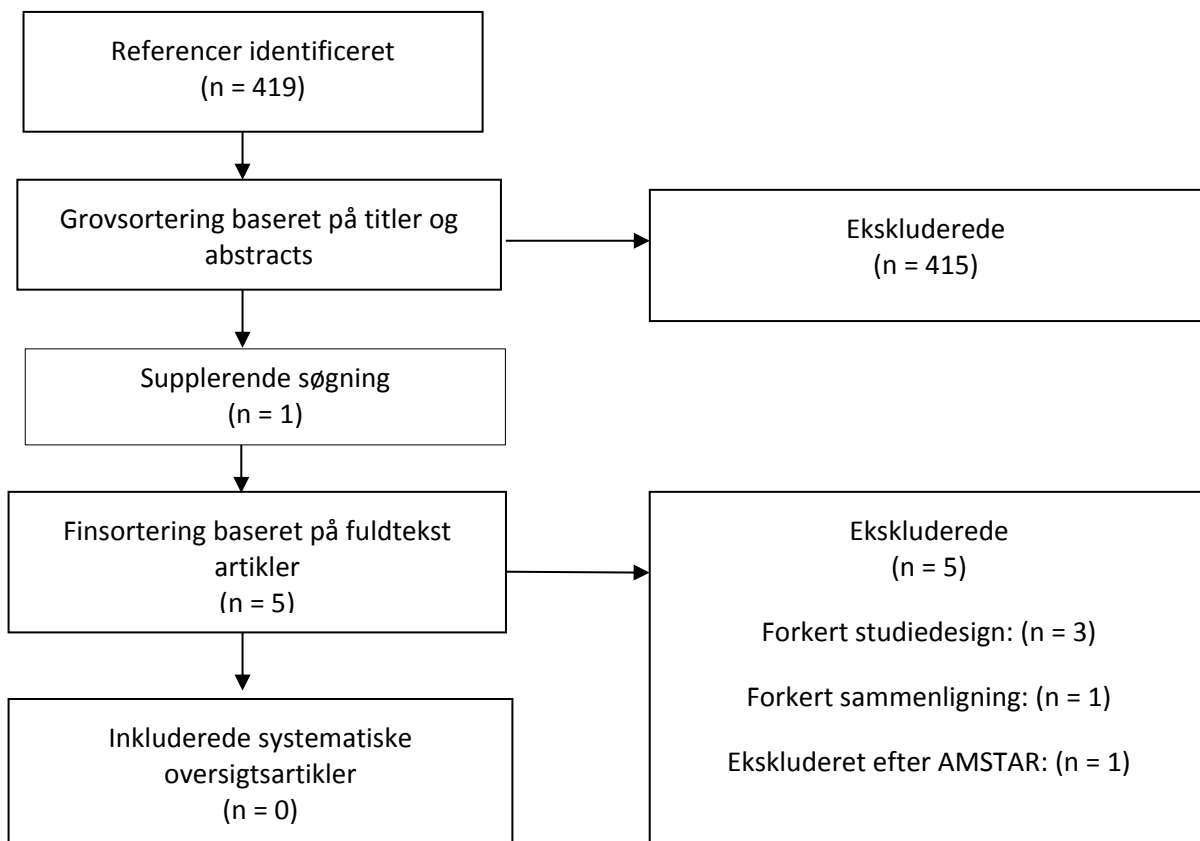 Referencer identificeret
(n = 419)
Grovsortering baseret på titler og
abstracts
Ekskluderede
(n = 415)
Supplerende søgning
(n = 1)
Finsortering baseret på fuldtekst
artikler
(n = 5)
Ekskluderede
(n = 5)
Forkert studiedesign: (n = 3)
Forkert sammenligning: (n = 1)
Ekskluderet efter AMSTAR: (n = 1)
Inkluderede systematiske
oversigtsartikler
(n = 0)